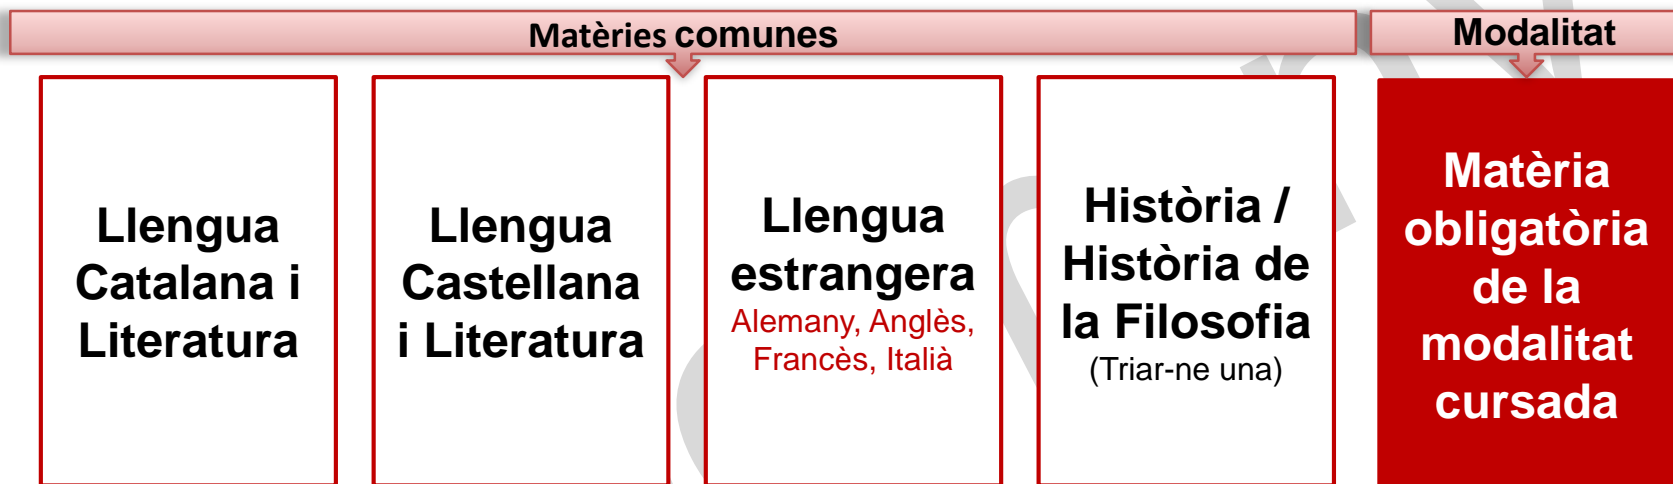 Matèries comunes
Modalitat
Llengua
Catalana i
Literatura
Llengua
Castellana
i Literatura
Llengua
estrangera
Alemany, Anglès,
Francès, Italià
Història /
Història de
la Filosofia
(Triar-ne una)
Matèria
obligatòria
de la
modalitat
cursada